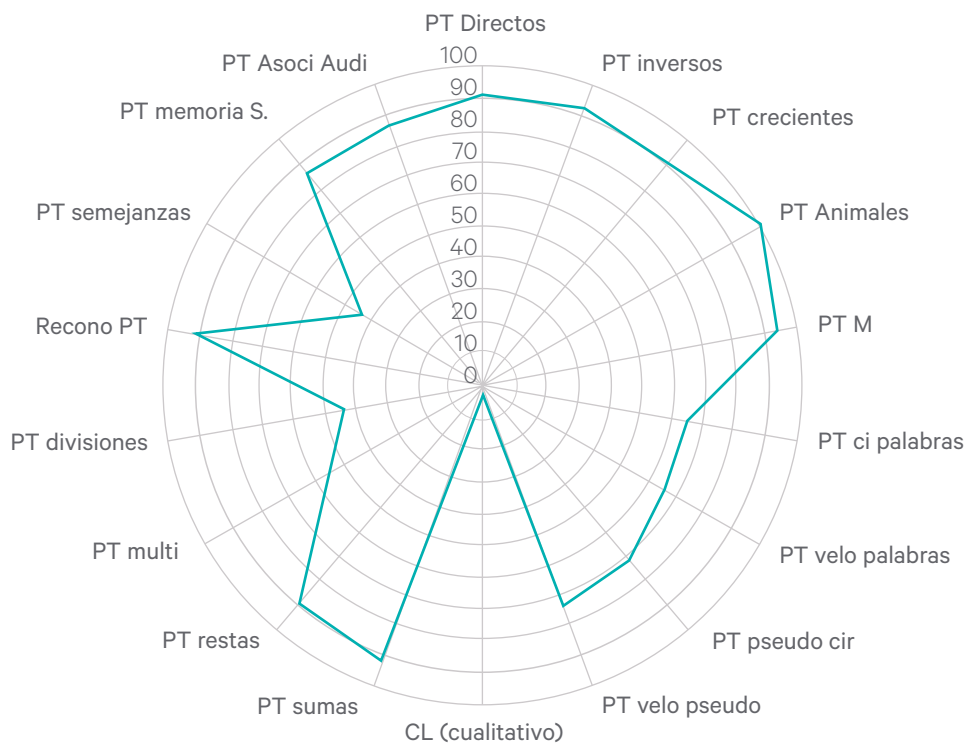 PT Directos
PT inversos
PT crecientes
PT Animales
PT M
PT ci palabras
PT velo palabras
PT pseudo cir
PT velo pseudo
CL (cualitativo)
PT sumas
PT restas
PT multi
PT divisiones
Recono PT
PT semejanzas
PT memoria S.
PT Asoci Audi
100
90
80
70
60
50
40
30
20
10
0